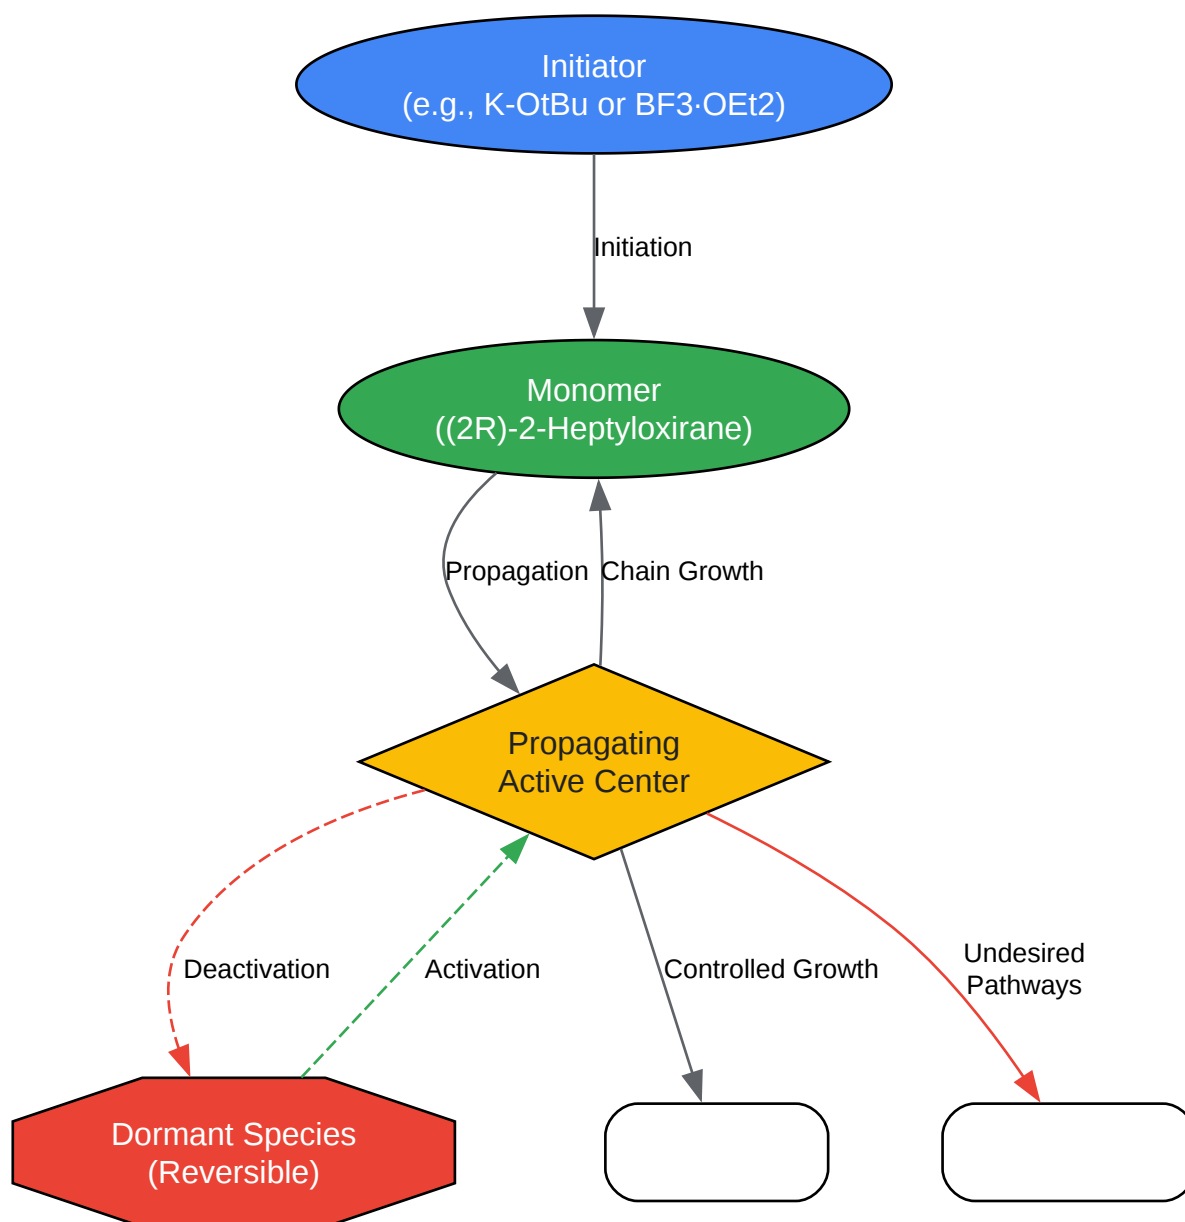 Initiator
(e.g., K-OtBu or BF3·OEt2)
Initiation
Monomer
((2R)-2-Heptyloxirane)
Propagation
Chain Growth
Propagating
Active Center
Deactivation
Activation
Controlled Growth
Undesired
Pathways
Dormant Species
(Reversible)